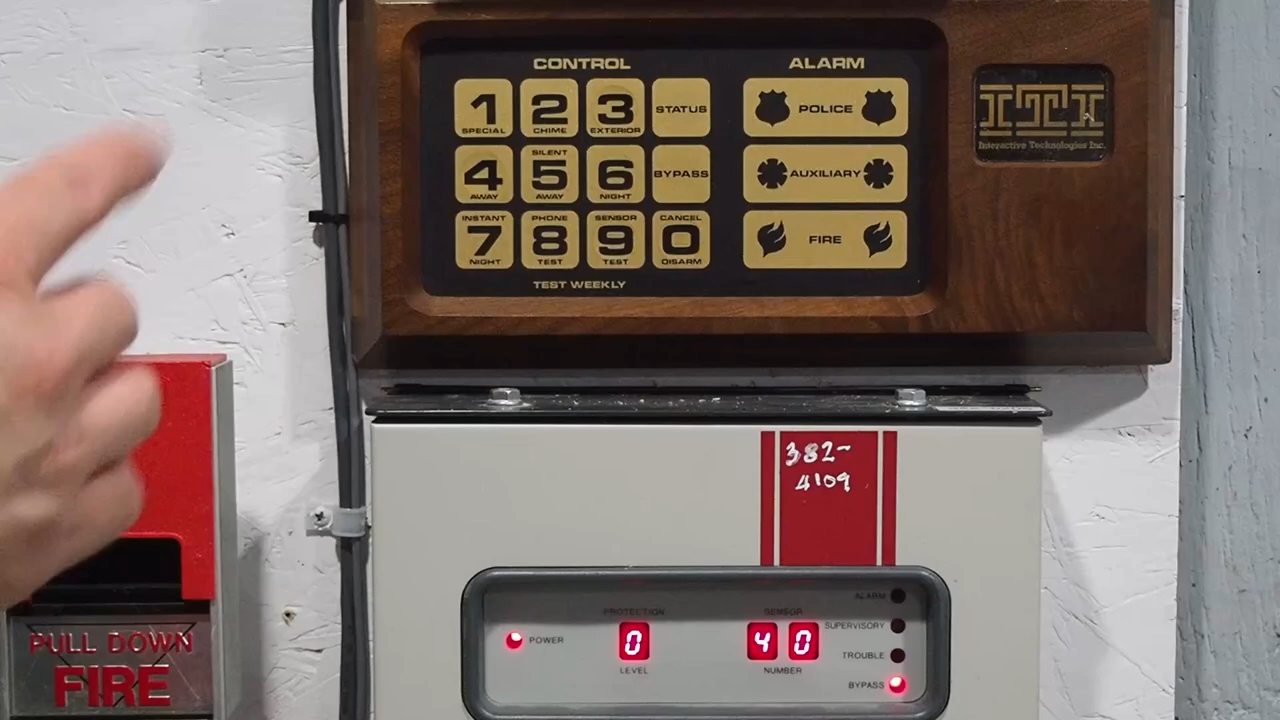 CONTROL
ALARM
1 SPECIAL
2 CHIME
3 EXTERIOR
STATUS
POLICE
4 AWAY
SILENT 5 AWAY
6 NIGHT
BYPASS
AUXILIARY
INSTANT 7 NIGHT
PHONE 8 TEST
SENSOR 9 TEST
CANCEL 0 DISARM
FIRE
TEST WEEKLY
ITI
Interactive Technologies Inc.
382-
4109
PULL DOWN
FIRE
POWER
PROTECTION
0
LEVEL
SENSOR
40
NUMBER
ALARM
SUPERVISORY
TROUBLE
BYPASS